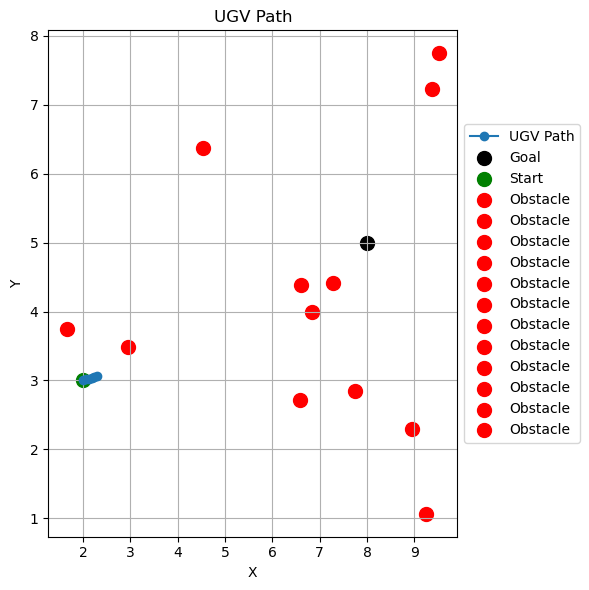 UGV Path
8
7
6
5
4
3
2
1
Y
2 3 4 5 6 7 8 9
X
UGV Path
Goal
Start
Obstacle
Obstacle
Obstacle
Obstacle
Obstacle
Obstacle
Obstacle
Obstacle
Obstacle
Obstacle
Obstacle
Obstacle